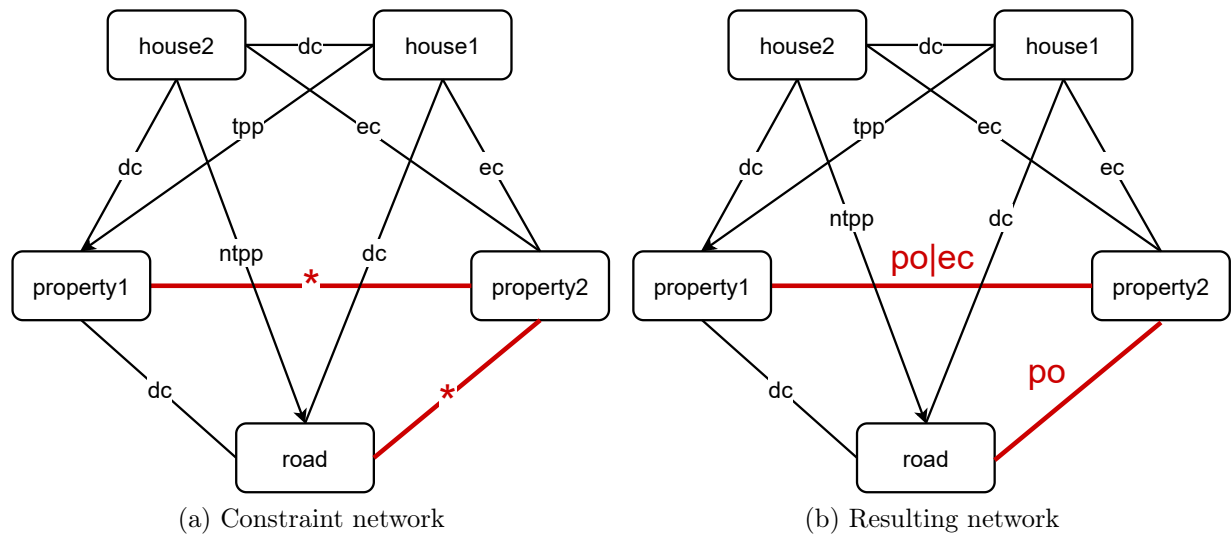 house2
dc
house1
tpp
ec
dc
ec
ntpp
dc
property1
*
property2
dc
*
road
(a) Constraint network
house2
dc
house1
tpp
ec
dc
ec
ntpp
dc
po|ec
property1
property2
po
dc
road
(b) Resulting network